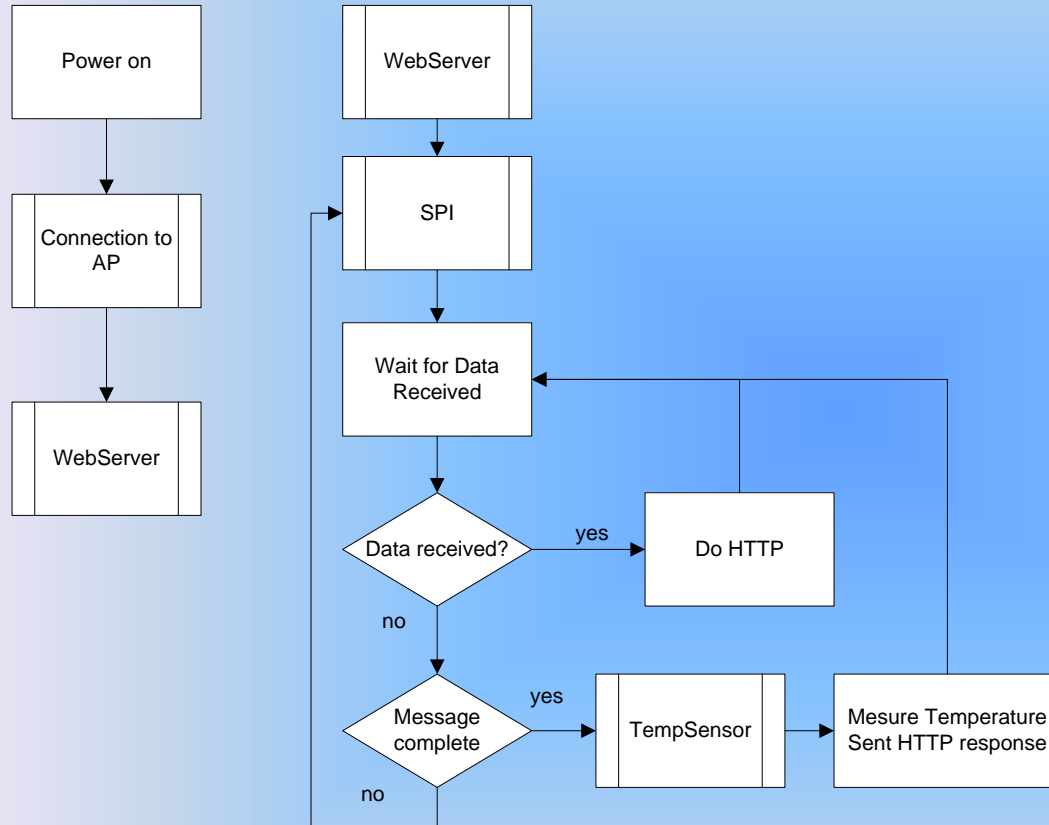 Power on
Connection to
AP
WebServer
WebServer
SPI
Wait for Data
Received
Data received?
yes
Do HTTP
no
Message
complete
yes
TempSensor
Mesure Temperature
Sent HTTP response
no